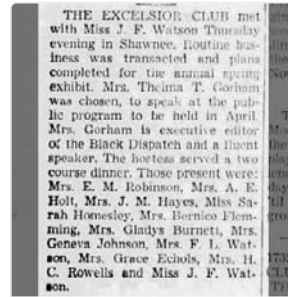 THE EXCELSIOR CLUB met
with Miss J. F. Watson Thursday
evening in Shawnee. Routine bus-
iness was transacted and plans
completed for the annual spring
exhibit. Mrs. Thelma T. Gorham
was chosen, to speak at the pub-
lic program to be held in April.
Mrs. Gorham is executive editor
of the Black Dispatch and a fluent
speaker. The hostess served a two
course dinner. Those present were:
Mrs. E. M. Robinson, Mrs. A. E.
Holt, Mrs. J. M. Hayes, Miss Sa-
rah Homesley, Mrs. Bernice Flem-
ming, Mrs. Gladys Burnett, Mrs.
Geneva Johnson, Mrs. F. L. Wat-
son, Mrs. Grace Echols, Mrs. H.
C. Rowells and Miss J. F. Wat-
son.